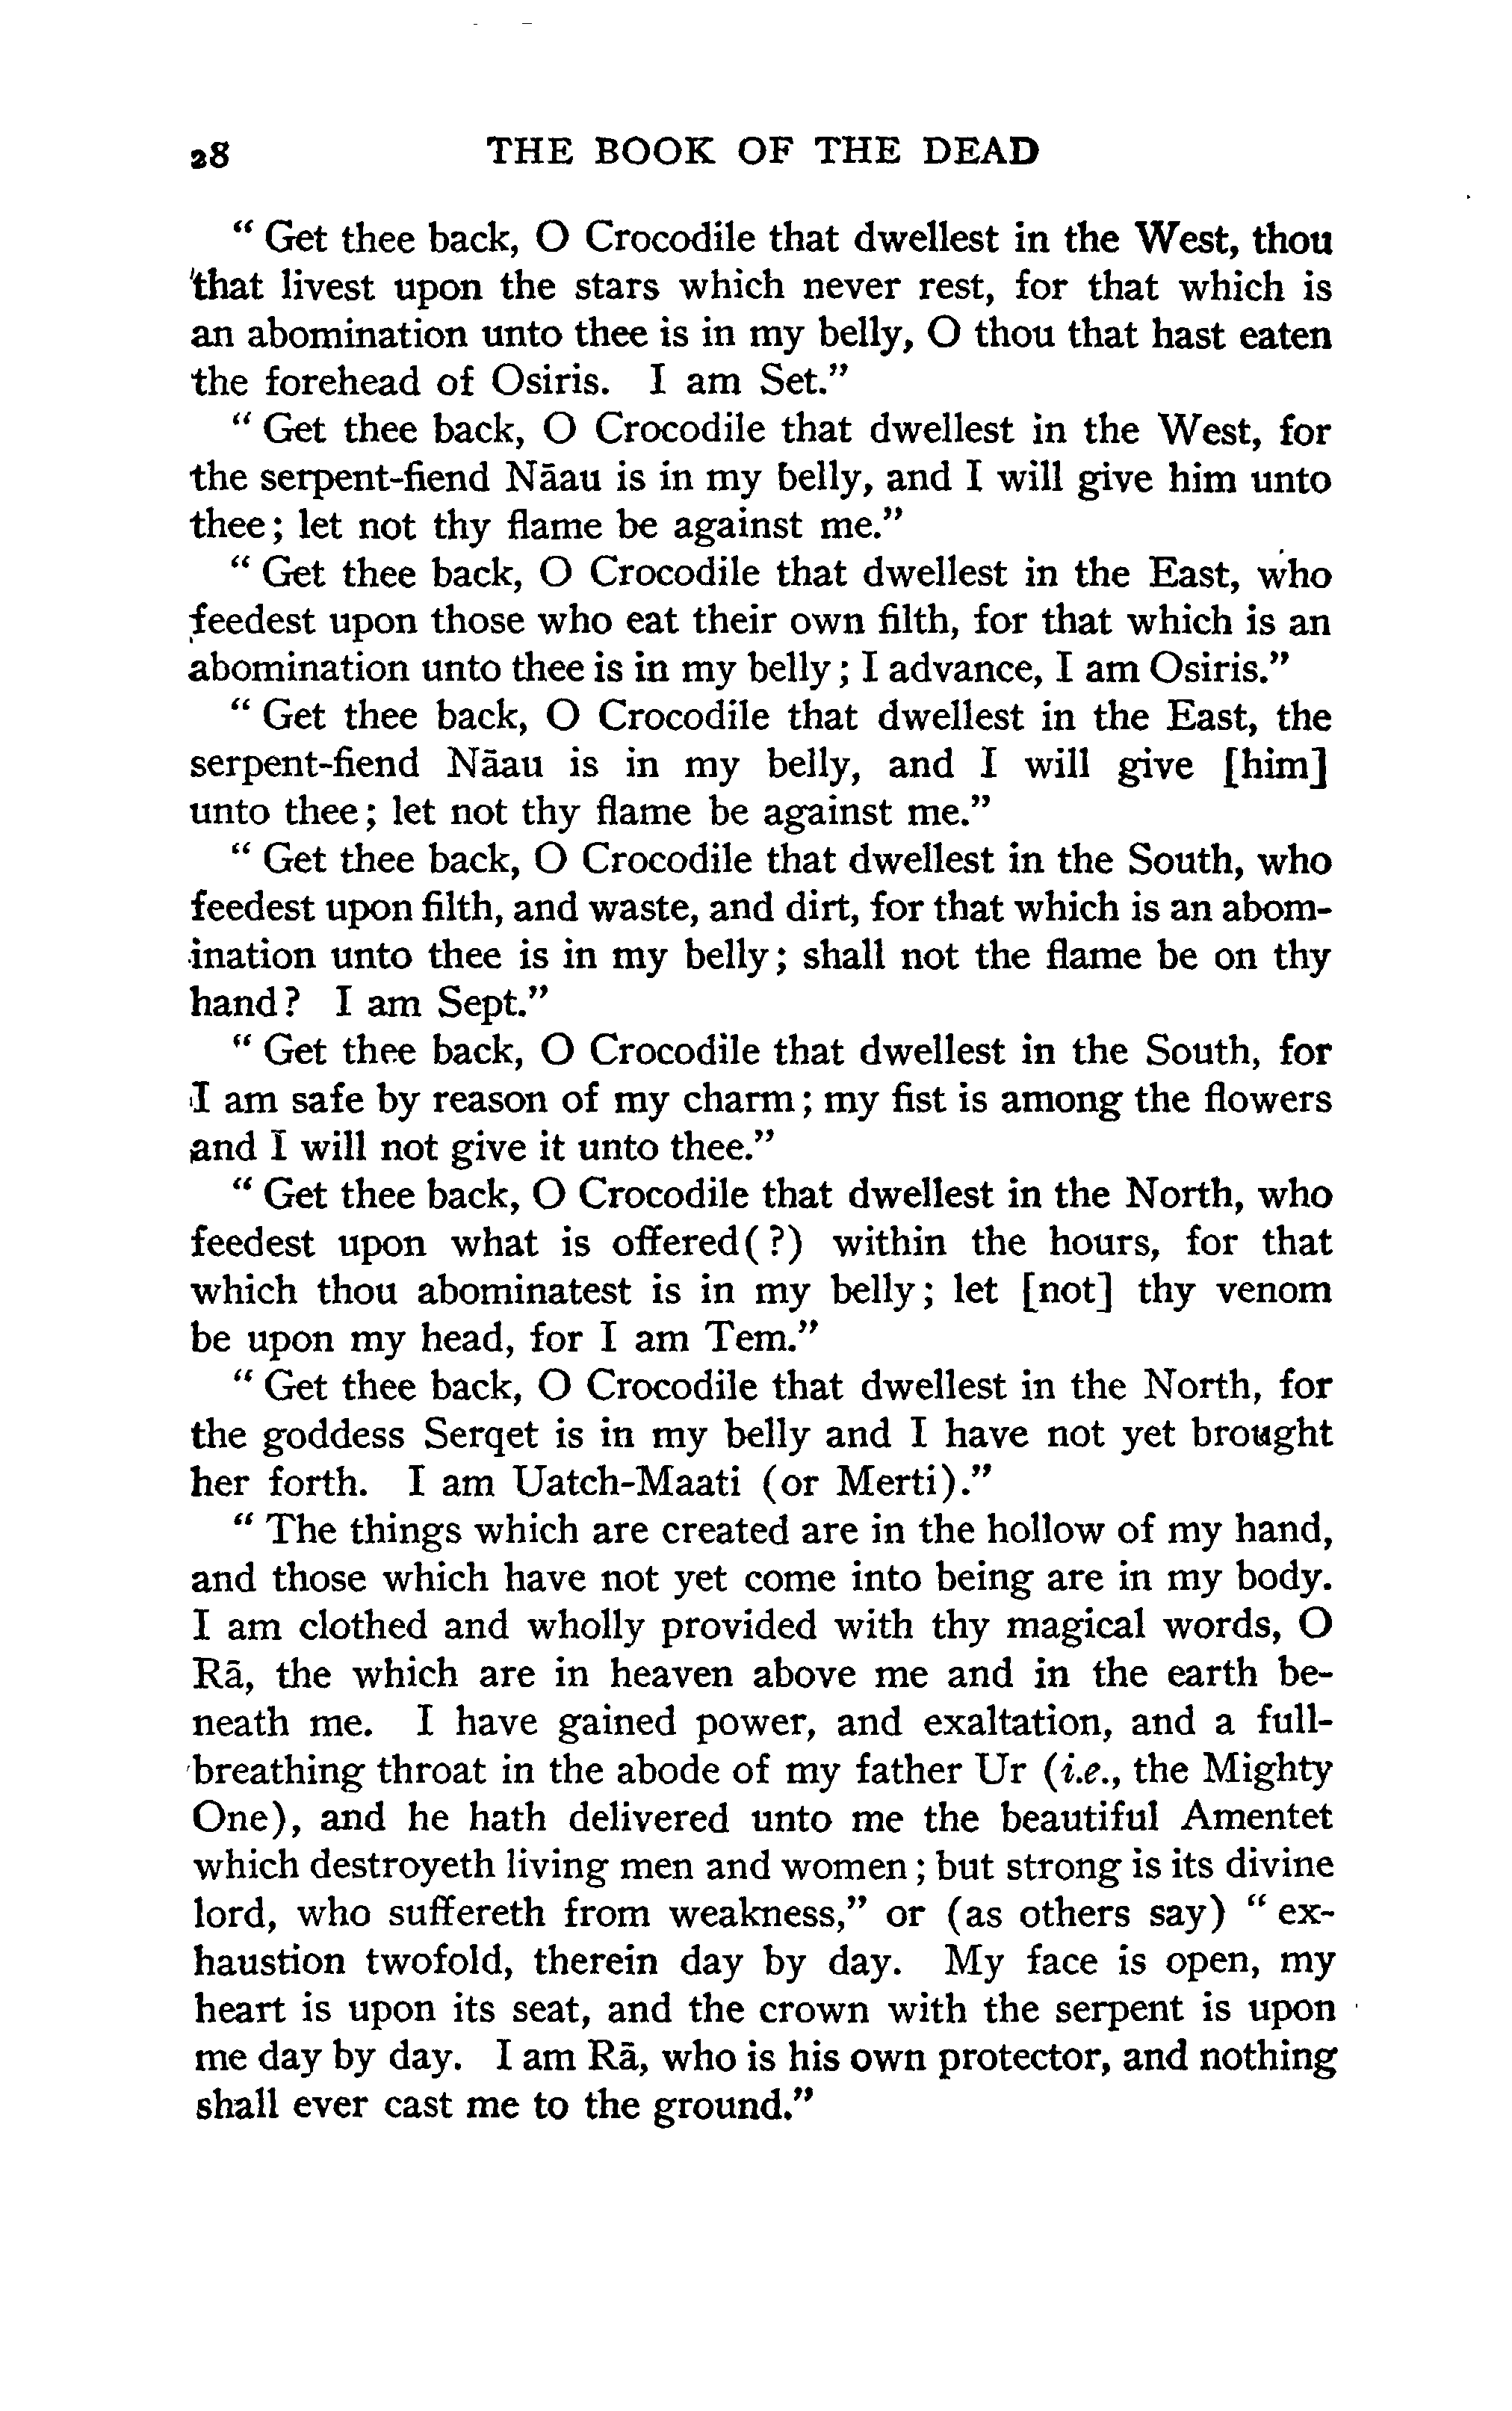 28 THE BOOK OF THE DEAD
“ Get thee back, O Crocodile that dwellest in the West, thou
that livest upon the stars which never rest, for that which is
an abomination unto thee is in my belly, O thou that hast eaten
the forehead of Osiris. I am Set.”
“ Get thee back, O Crocodile that dwellest in the West, for
the serpent-fiend Nāau is in my belly, and I will give him unto
thee; let not thy flame be against me.”
“ Get thee back, O Crocodile that dwellest in the East, who
feedest upon those who eat their own filth, for that which is an
abomination unto thee is in my belly; I advance, I am Osiris.”
“ Get thee back, O Crocodile that dwellest in the East, the
serpent-fiend Nāau is in my belly, and I will give [him]
unto thee; let not thy flame be against me.”
“ Get thee back, O Crocodile that dwellest in the South, who
feedest upon filth, and waste, and dirt, for that which is an abom-
ination unto thee is in my belly; shall not the flame be on thy
hand? I am Sept.”
“ Get thee back, O Crocodile that dwellest in the South, for
I am safe by reason of my charm; my fist is among the flowers
and I will not give it unto thee.”
“ Get thee back, O Crocodile that dwellest in the North, who
feedest upon what is offered(?) within the hours, for that
which thou abominatest is in my belly; let [not] thy venom
be upon my head, for I am Tem.”
“ Get thee back, O Crocodile that dwellest in the North, for
the goddess Serqet is in my belly and I have not yet brought
her forth. I am Uatch-Maati (or Merti).”
“ The things which are created are in the hollow of my hand,
and those which have not yet come into being are in my body.
I am clothed and wholly provided with thy magical words, O
Rā, the which are in heaven above me and in the earth be-
neath me. I have gained power, and exaltation, and a full-
breathing throat in the abode of my father Ur (i.e., the Mighty
One), and he hath delivered unto me the beautiful Amentet
which destroyeth living men and women; but strong is its divine
lord, who suffereth from weakness,” or (as others say) “ ex-
haustion twofold, therein day by day. My face is open, my
heart is upon its seat, and the crown with the serpent is upon
me day by day. I am Rā, who is his own protector, and nothing
shall ever cast me to the ground.”